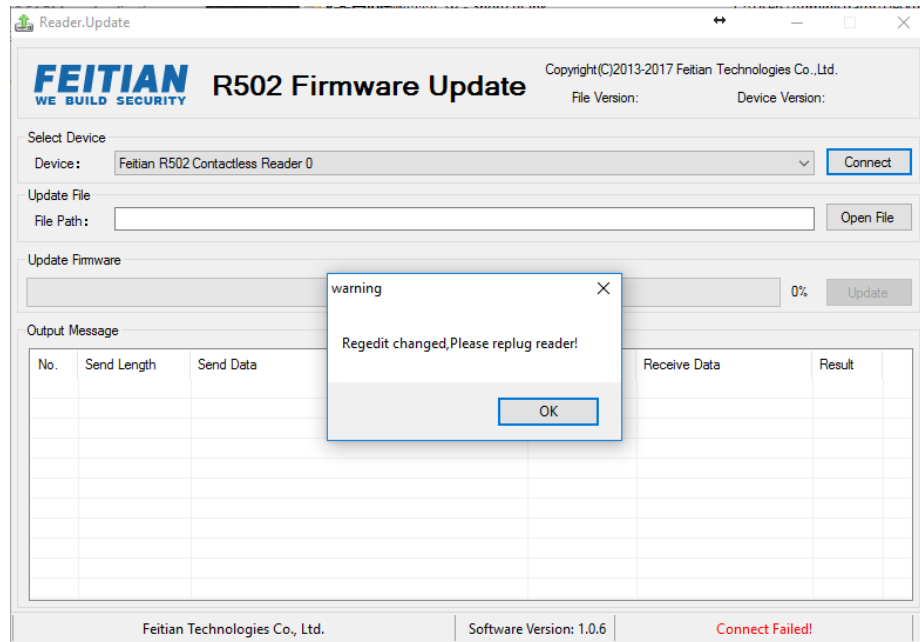 Reader.Update
FEITIAN
WE BUILD SECURITY
R502 Firmware Update
Copyright(C)2013-2017 Feitian Technologies Co.,Ltd.
File Version: Device Version:
Select Device
Device: Feitian R502 Contactless Reader 0 Connect
Update File
File Path: Open File
Update Firmware
0% Update
warning
Regedit changed,Please replug reader!
OK
Output Message
No. Send Length Send Data Receive Data Result
Feitian Technologies Co., Ltd. Software Version: 1.0.6 Connect Failed!